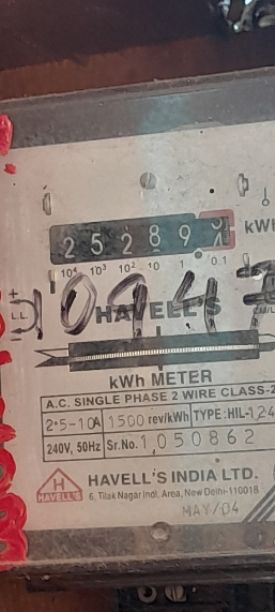 2 5 2 8 9
kWh
10⁴ 10³ 10² 10 1 0.1
10947
HAVELL'S
kWh METER
A.C. SINGLE PHASE 2 WIRE CLASS-2
2·5-10A 1500 rev/kWh TYPE: HIL-124
240V, 50Hz Sr.No. 1050862
H
HAVELL'S
HAVELL'S INDIA LTD.
6, Tilak Nagar Indl. Area, New Delhi-110018
MAY/04